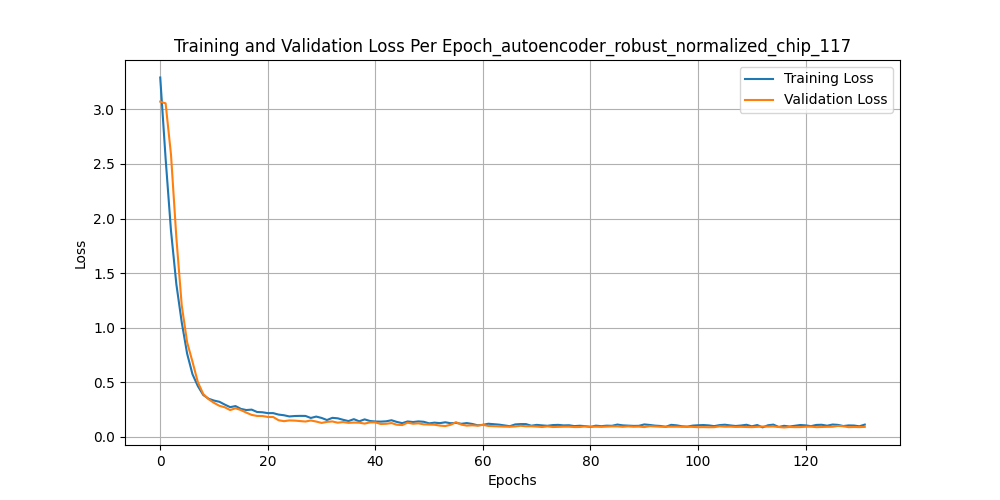 Training and Validation Loss Per Epoch_autoencoder_robust_normalized_chip_117
Training Loss
Validation Loss
3.0
2.5
2.0
1.5
1.0
0.5
0.0
Loss
0 20 40 60 80 100 120
Epochs